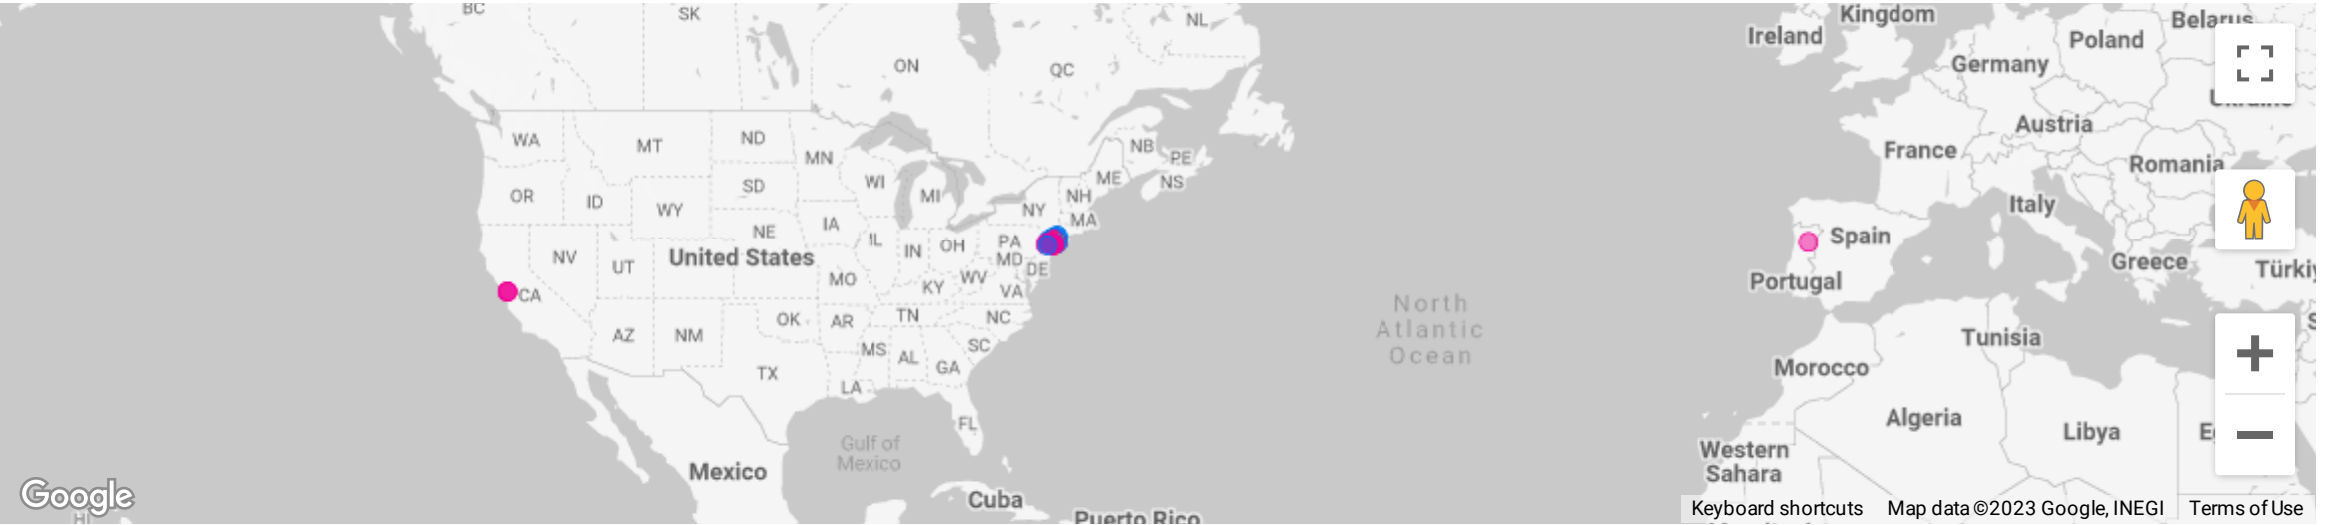 BC
SK
NL
Kingdom
Ireland
Belarus
Poland
ON
QC
Germany
Ukraine
Austria
WA
MT
ND
MN
NB
PE
France
Romania
OR
ID
WY
SD
WI
MI
ME
NS
NH
NY
MA
Italy
NE
IA
IL
IN
OH
PA
Spain
NV
UT
United States
MD
DE
Greece
Türkiy
CA
MO
KY
WV
VA
Portugal
AZ
NM
OK
AR
TN
NC
North
Atlantic
Ocean
Tunisia
MS
AL
SC
GA
TX
LA
Morocco
FL
Algeria
Libya
Gulf of
Mexico
Mexico
Western
Sahara
Google
Cuba
Puerto Rico
HI
Keyboard shortcuts Map data ©2023 Google, INEGI Terms of Use